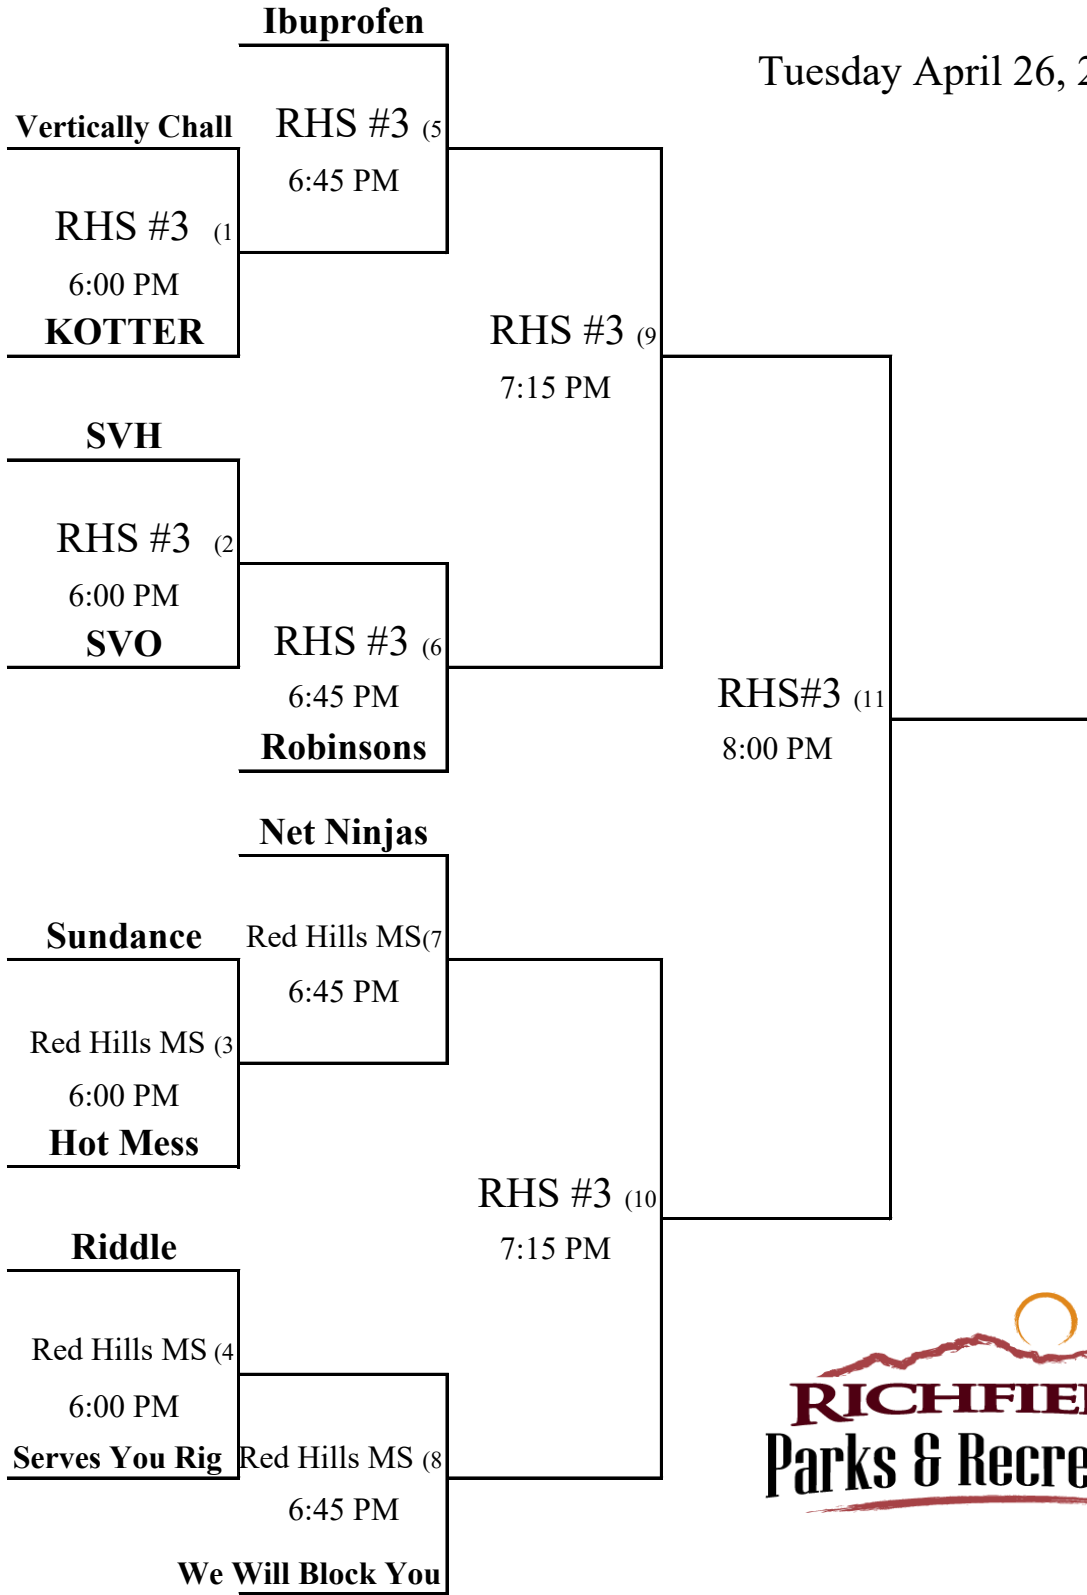 Ibuprofen
Tuesday April 26, 2
Vertically Chall
RHS #3 (5
6:45 PM
RHS #3 (1
6:00 PM
KOTTER
RHS #3 (9
7:15 PM
SVH
RHS #3 (2
6:00 PM
SVO
RHS #3 (6
6:45 PM
Robinsons
RHS#3 (11
8:00 PM
Net Ninjas
Sundance
Red Hills MS(7
6:45 PM
Red Hills MS (3
6:00 PM
Hot Mess
RHS #3 (10
7:15 PM
Riddle
Red Hills MS (4
6:00 PM
Serves You Rig
Red Hills MS (8
6:45 PM
We Will Block You
RICHFIE
Parks & Recre